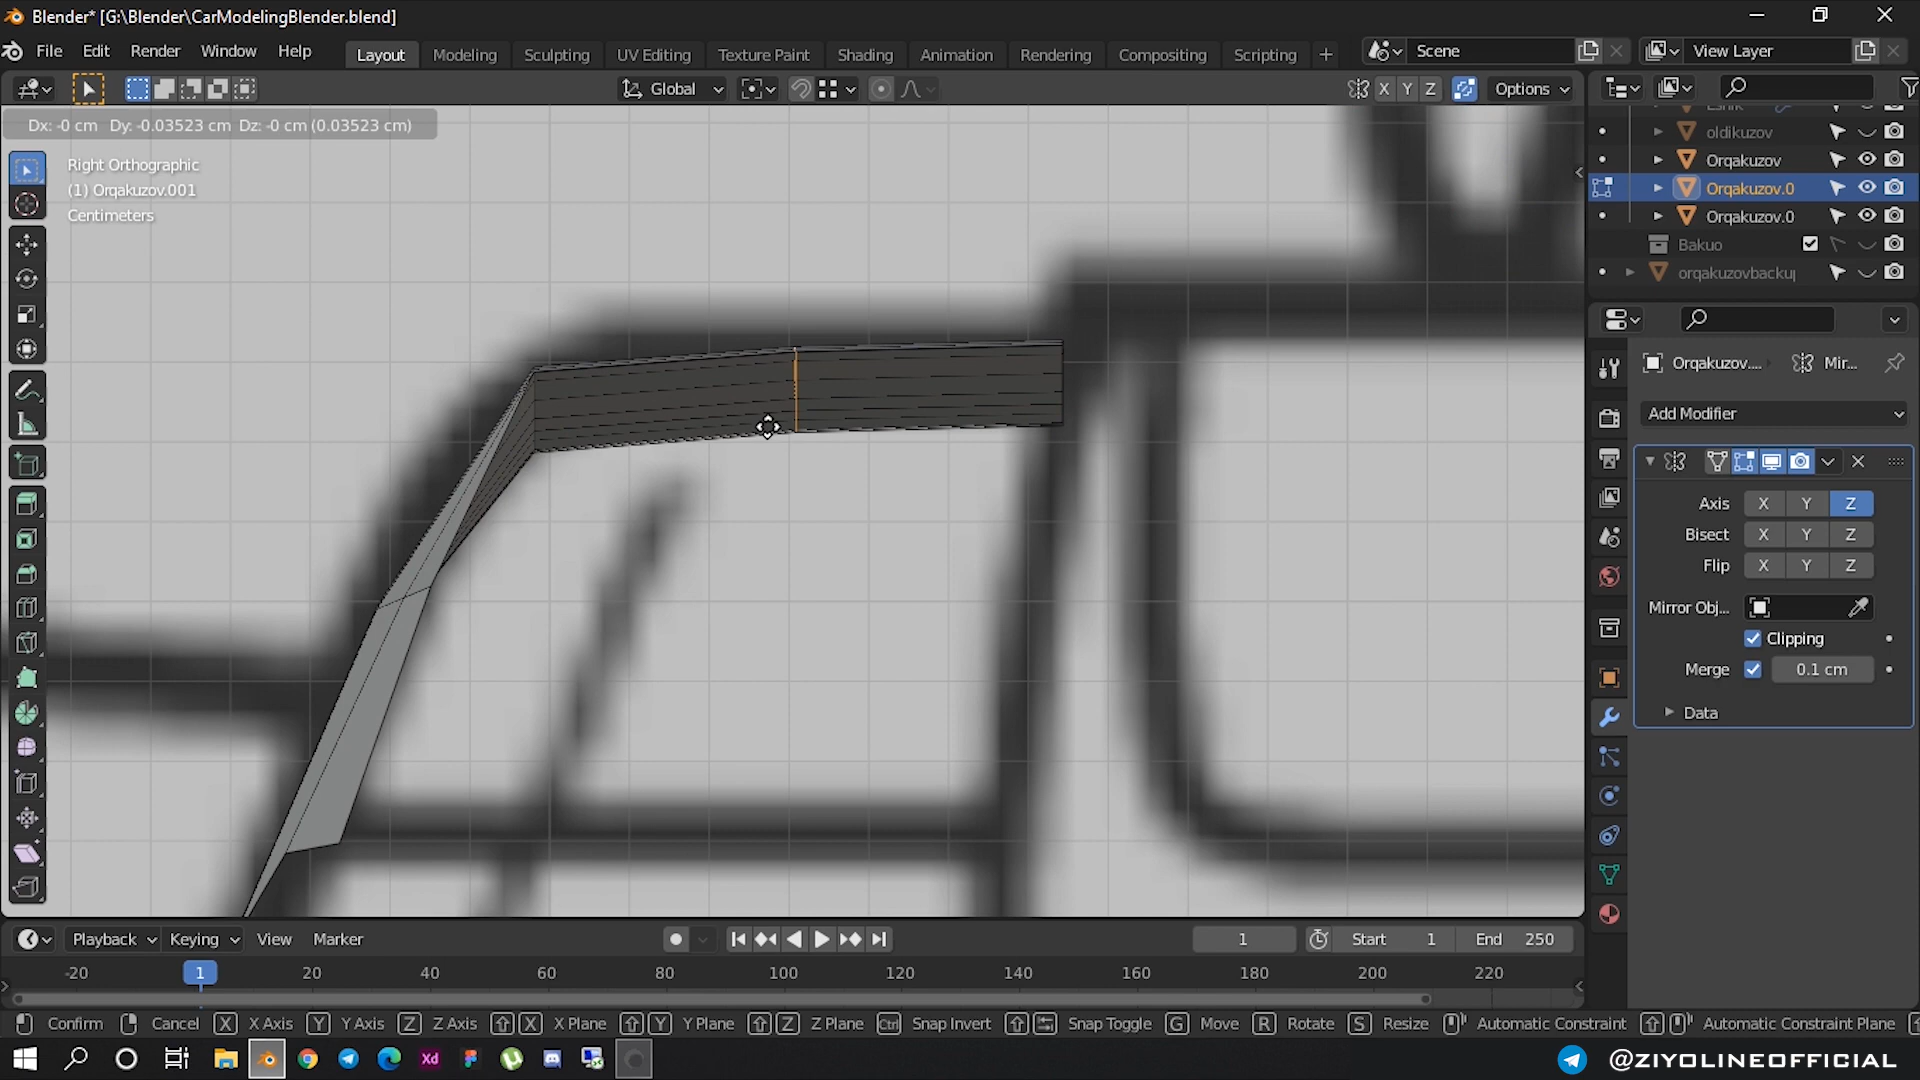 Blender* [G:\Blender\CarModelingBlender.blend]
File Edit Render Window Help Layout Modeling Sculpting UV Editing Texture Paint Shading Animation Rendering Compositing Scripting + Scene View Layer
Global X Y Z Options
Dx: -0 cm Dy: -0.03523 cm Dz: -0 cm (0.03523 cm)
Right Orthographic
(1) Orqakuzov.001
Centimeters
oldikuzov
Orqakuzov
Orqakuzov.0
Orqakuzov.0
Bakuo
orqakuzovbackup
Orqakuzov.... Mir...
Add Modifier
Axis X Y Z
Bisect X Y Z
Flip X Y Z
Mirror Obj...
Clipping
Merge 0.1 cm
Data
Playback Keying View Marker 1 Start 1 End 250
-20 1 20 40 60 80 100 120 140 160 180 200 220
Confirm Cancel X X Axis Y Y Axis Z Z Axis X X Plane Y Y Plane Z Z Plane Ctrl Snap Invert Snap Toggle G Move R Rotate S Resize Automatic Constraint Automatic Constraint Plane
Xd @ZIYOLINEOFFICIAL